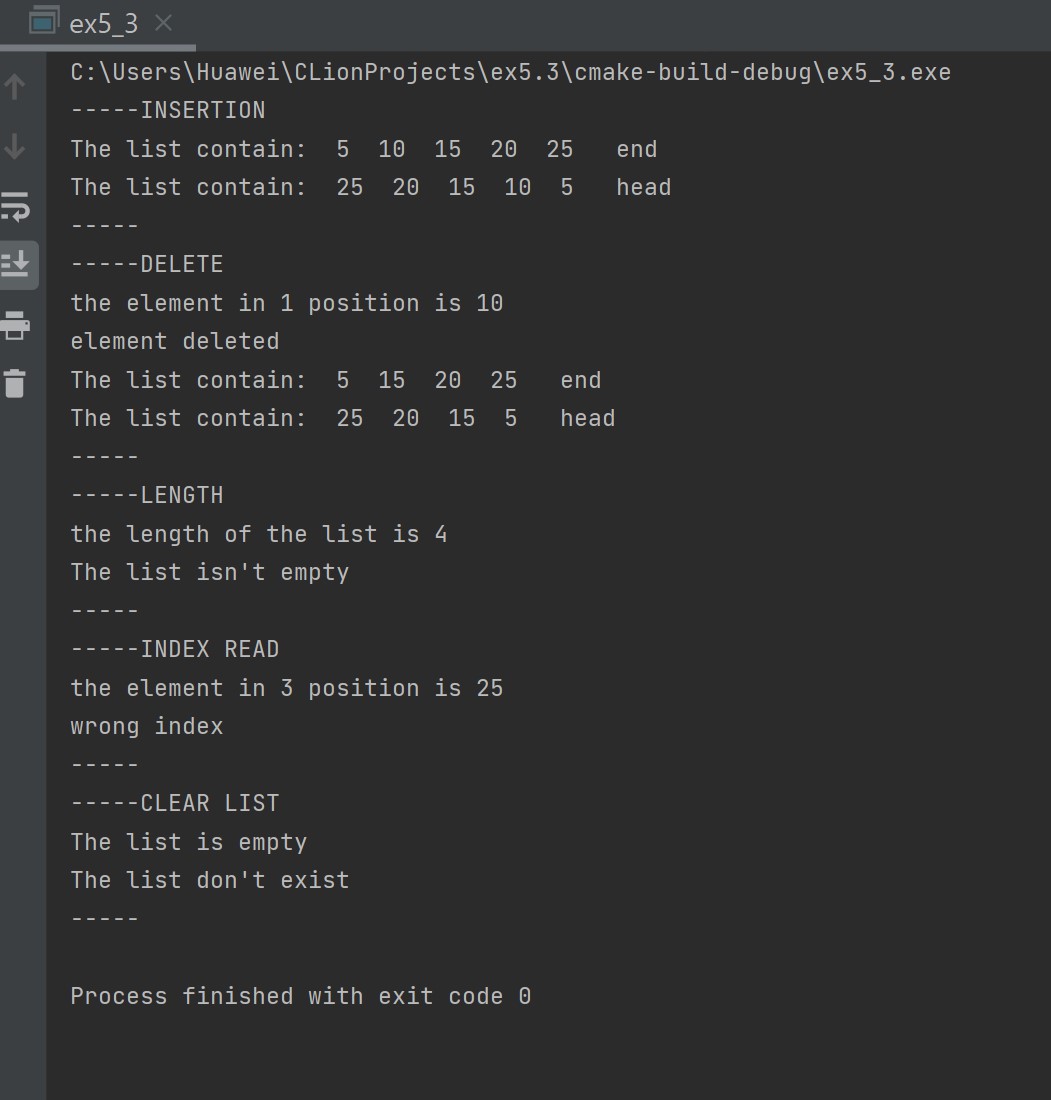 ex5_3
C:\Users\Huawei\CLionProjects\ex5.3\cmake-build-debug\ex5_3.exe
-----INSERTION
The list contain:  5  10  15  20  25   end
The list contain:  25  20  15  10  5   head
-----
-----DELETE
the element in 1 position is 10
element deleted
The list contain:  5  15  20  25   end
The list contain:  25  20  15  5   head
-----
-----LENGTH
the length of the list is 4
The list isn't empty
-----
-----INDEX READ
the element in 3 position is 25
wrong index
-----
-----CLEAR LIST
The list is empty
The list don't exist
-----
Process finished with exit code 0